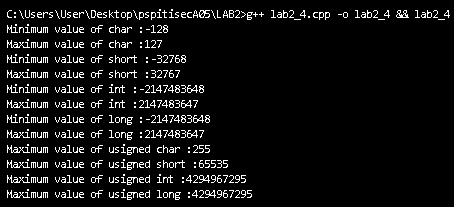 C:\Users\User\Desktop\pspitisecA05\LAB2>g++ lab2_4.cpp -o lab2_4 && lab2_4
Minimum value of char :-128
Maximum value of char :127
Minimum value of short :-32768
Maximum value of short :32767
Minimum value of int :-2147483648
Maximum value of int :2147483647
Minimum value of long :-2147483648
Maximum value of long :2147483647
Maximum value of usigned char :255
Maximum value of usigned short :65535
Maximum value of usigned int :4294967295
Maximum value of usigned long :4294967295